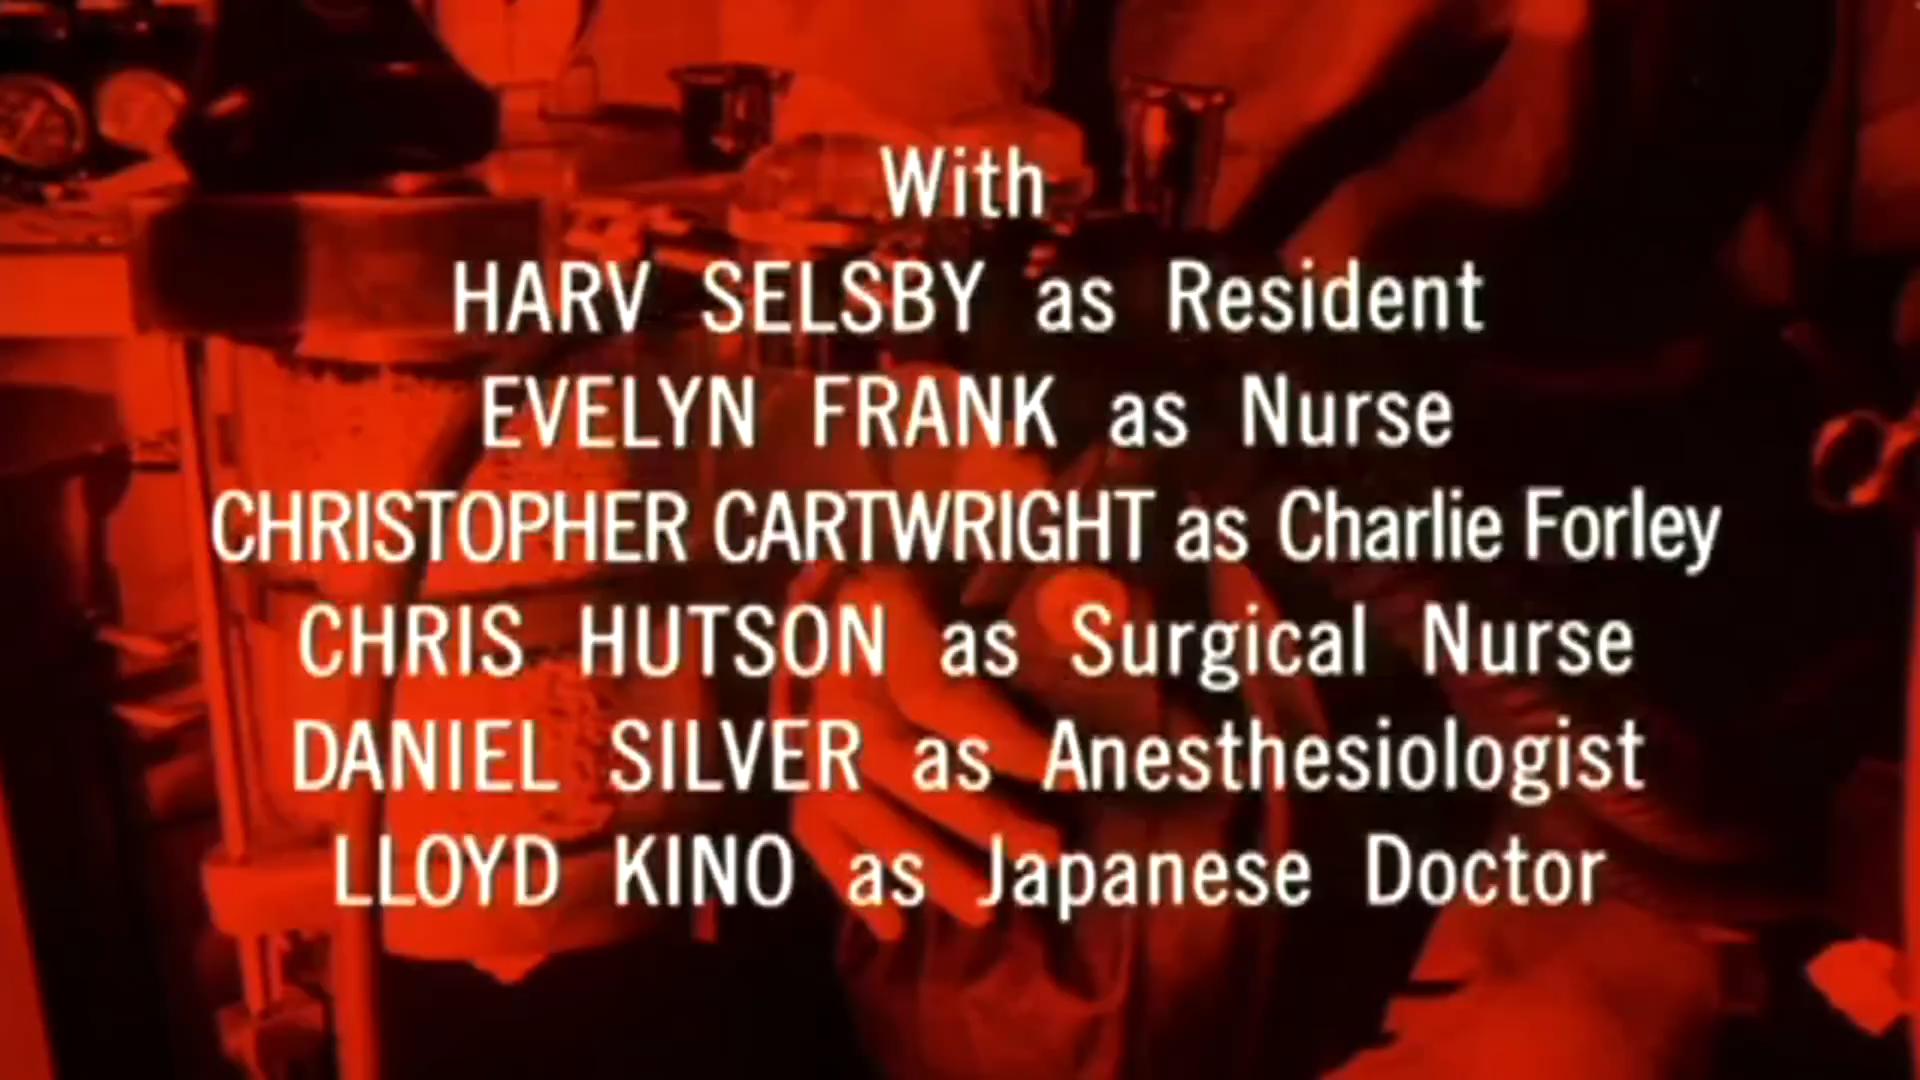 With
HARV SELSBY as Resident
EVELYN FRANK as Nurse
CHRISTOPHER CARTWRIGHT as Charlie Forley
CHRIS HUTSON as Surgical Nurse
DANIEL SILVER as Anesthesiologist
LLOYD KINO as Japanese Doctor